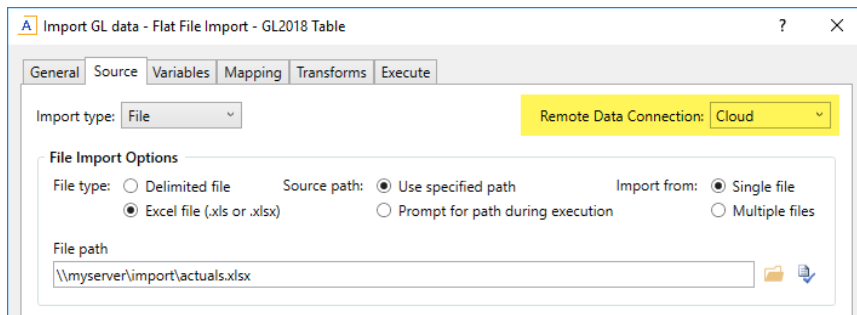 A Import GL data - Flat File Import - GL2018 Table ?
General Source Variables Mapping Transforms Execute
Import type: File Remote Data Connection: Cloud
File Import Options
File type: Delimited file Source path: Use specified path Import from: Single file
Excel file (.xls or .xlsx) Prompt for path during execution Multiple files
File path
\\myserver\import\actuals.xlsx